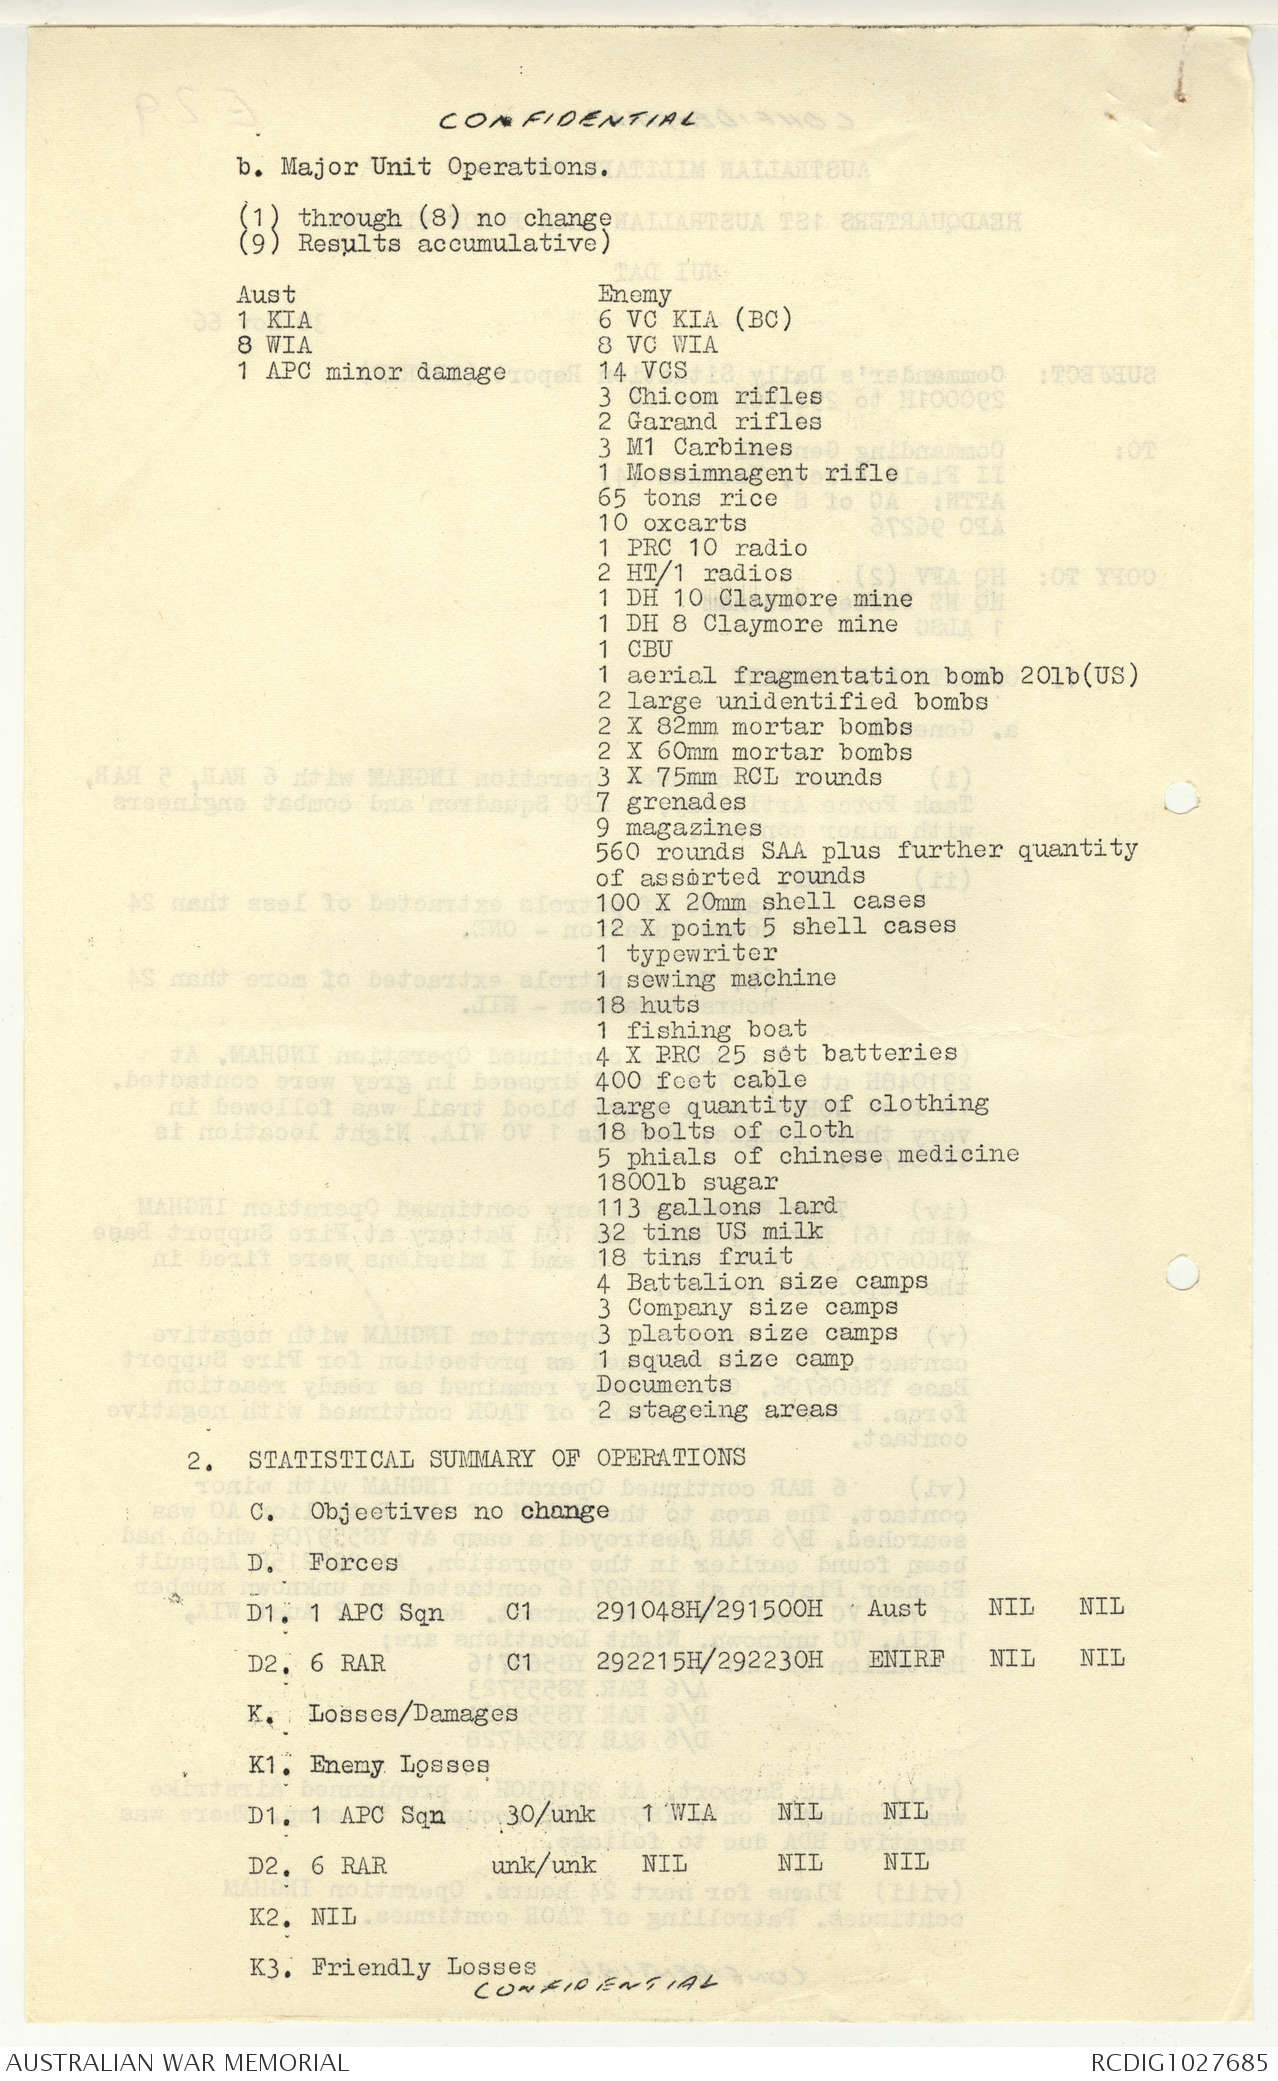 CONFIDENTIAL
b. Major Unit Operations.
(1) through (8) no change
(9) Results accumulative)
Aust Enemy
1 KIA 6 VC KIA (BC)
8 WIA 8 VC WIA
1 APC minor damage 14 VCS
3 Chicom rifles
2 Garand rifles
3 M1 Carbines
1 Mossimnagent rifle
65 tons rice
10 oxcarts
1 PRC 10 radio
2 HT/1 radios
1 DH 10 Claymore mine
1 DH 8 Claymore mine
1 CBU
1 aerial fragmentation bomb 20lb(US)
2 large unidentified bombs
2 X 82mm mortar bombs
2 X 60mm mortar bombs
3 X 75mm RCL rounds
7 grenades
9 magazines
560 rounds SAA plus further quantity
of assorted rounds
100 X 20mm shell cases
12 X point 5 shell cases
1 typewriter
1 sewing machine
18 huts
1 fishing boat
4 X PRC 25 set batteries
400 feet cable
large quantity of clothing
18 bolts of cloth
5 phials of chinese medicine
1800lb sugar
113 gallons lard
32 tins US milk
18 tins fruit
4 Battalion size camps
3 Company size camps
3 platoon size camps
1 squad size camp
Documents
2 stageing areas
2. STATISTICAL SUMMARY OF OPERATIONS
C. Objectives no change
D. Forces
D1. 1 APC Sqn C1 291048H/291500H Aust NIL NIL
D2. 6 RAR C1 292215H/292230H ENIRF NIL NIL
K. Losses/Damages
K1. Enemy Losses
D1. 1 APC Sqn 30/unk 1 WIA NIL NIL
D2. 6 RAR unk/unk NIL NIL NIL
K2. NIL
K3. Friendly Losses
CONFIDENTIAL
AUSTRALIAN WAR MEMORIAL RCDIG1027685